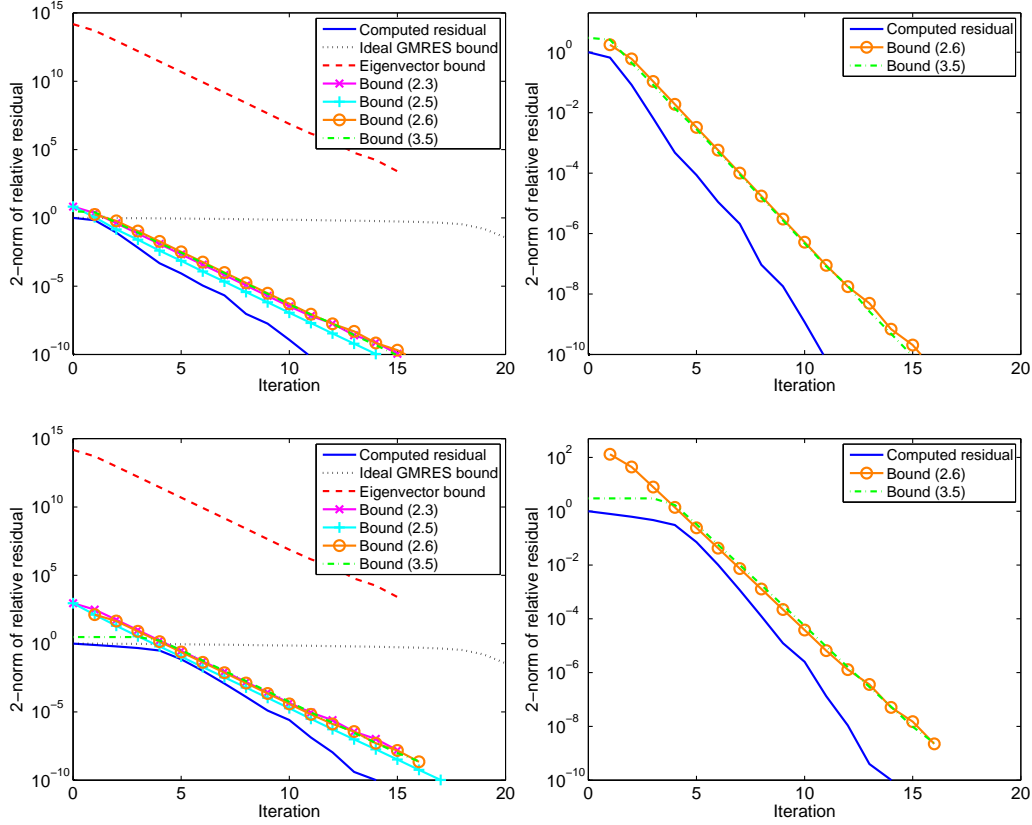 10^15
10^10
10^5
10^0
10^−5
10^−10
0
5
10
15
20
Iteration
2−norm of relative residual
Computed residual
Ideal GMRES bound
Eigenvector bound
Bound (2.3)
Bound (2.5)
Bound (2.6)
Bound (3.5)
10^0
10^−2
10^−4
10^−6
10^−8
10^−10
0
5
10
15
20
Iteration
2−norm of relative residual
Computed residual
Bound (2.6)
Bound (3.5)
10^15
10^10
10^5
10^0
10^−5
10^−10
0
5
10
15
20
Iteration
2−norm of relative residual
Computed residual
Ideal GMRES bound
Eigenvector bound
Bound (2.3)
Bound (2.5)
Bound (2.6)
Bound (3.5)
10^2
10^0
10^−2
10^−4
10^−6
10^−8
10^−10
0
5
10
15
20
Iteration
2−norm of relative residual
Computed residual
Bound (2.6)
Bound (3.5)